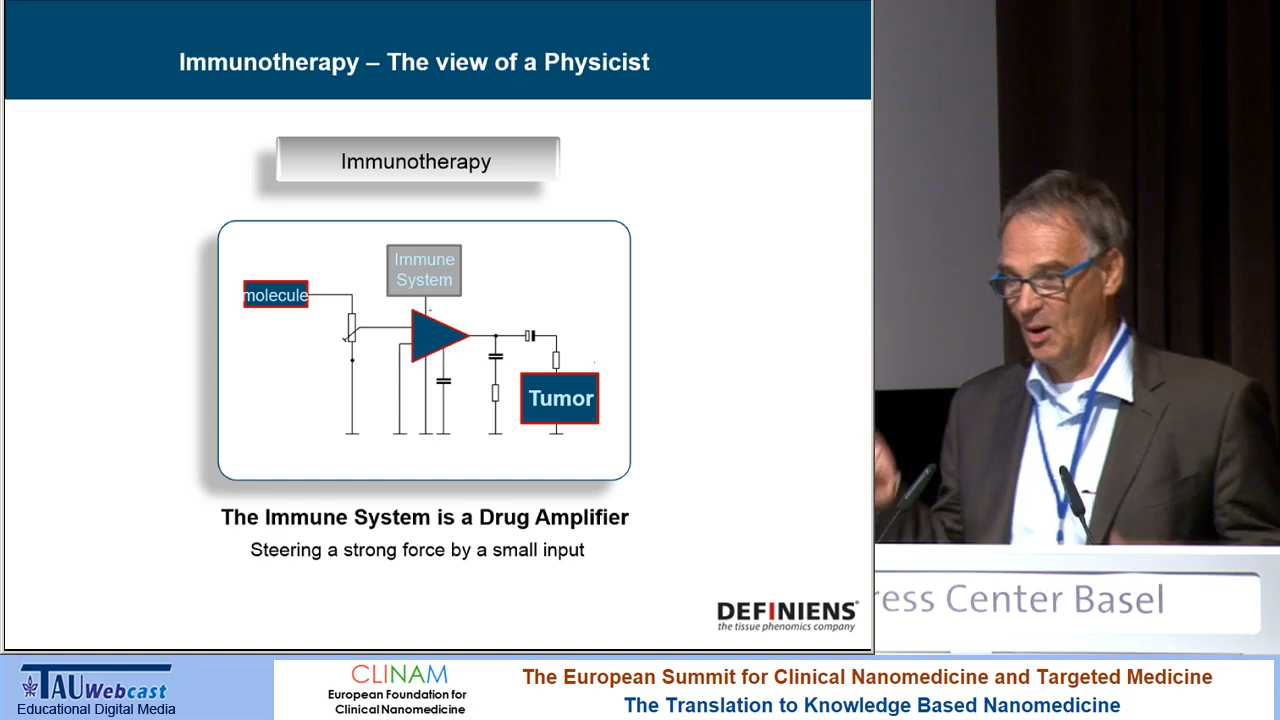 Immunotherapy – The view of a Physicist
Immunotherapy
Immune
System
molecule
Tumor
The Immune System is a Drug Amplifier
Steering a strong force by a small input
DEFINIENS
the tissue phenomics company
ress Center Basel
TAU Webcast
Educational Digital Media
CLINAM
European Foundation for
Clinical Nanomedicine
The European Summit for Clinical Nanomedicine and Targeted Medicine
The Translation to Knowledge Based Nanomedicine